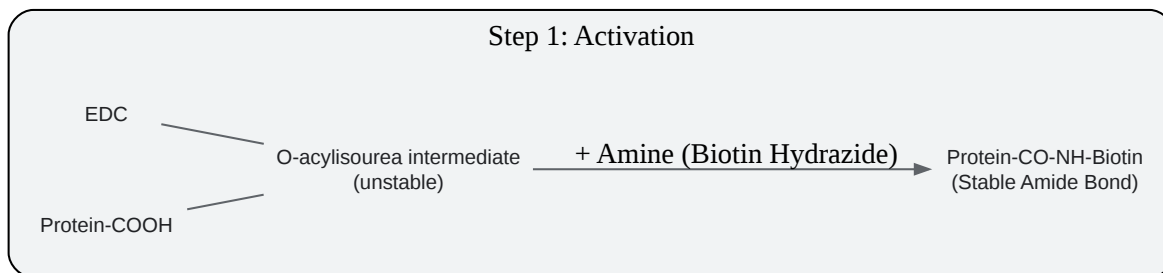 Step 1: Activation
EDC
Protein-COOH
O-acylisourea intermediate
(unstable)
+ Amine (Biotin Hydrazide)
Protein-CO-NH-Biotin
(Stable Amide Bond)